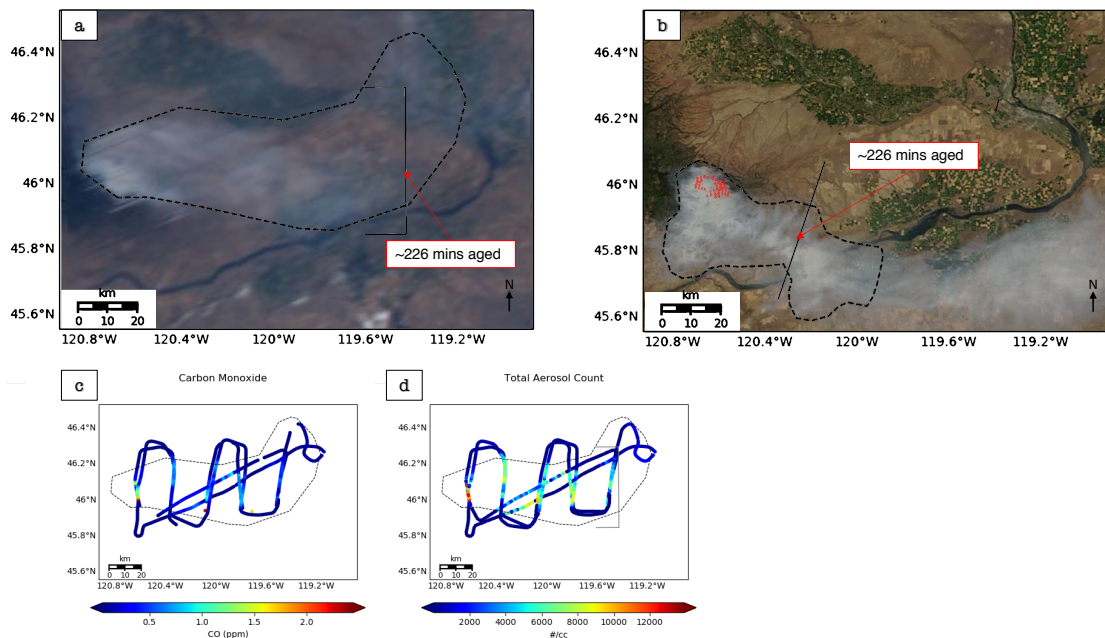 a
46.4°N
46.2°N
46°N
45.8°N
45.6°N
~226 mins aged
km
0 10 20
N
120.8°W 120.4°W 120°W 119.6°W 119.2°W
b
46.4°N
46.2°N
46°N
45.8°N
45.6°N
~226 mins aged
km
0 10 20
N
120.8°W 120.4°W 120°W 119.6°W 119.2°W
c
Carbon Monoxide
46.4°N
46.2°N
46°N
45.8°N
45.6°N
km
0 10 20
120.8°W 120.4°W 120°W 119.6°W 119.2°W
0.5 1.0 1.5 2.0
CO (ppm)
d
Total Aerosol Count
46.4°N
46.2°N
46°N
45.8°N
45.6°N
km
0 10 20
120.8°W 120.4°W 120°W 119.6°W 119.2°W
2000 4000 6000 8000 10000 12000
#/cc